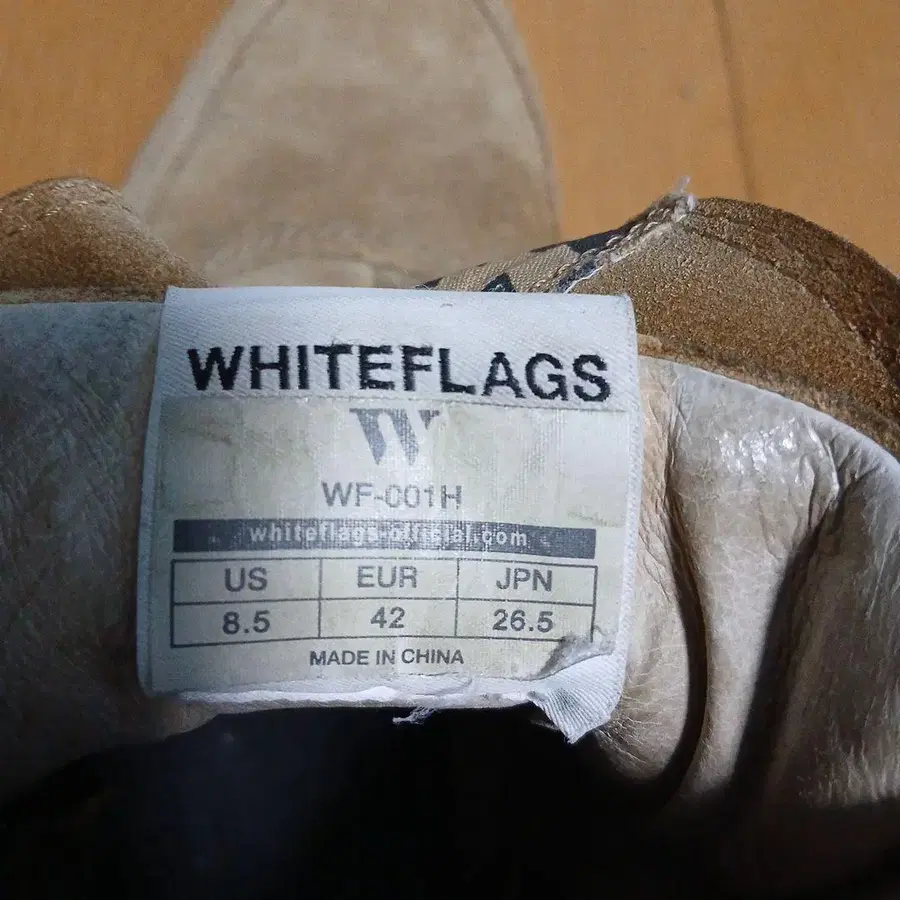 WHITEFLAGS
W
WF-001H
whiteflags-official.com
US EUR JPN
8.5 42 26.5
MADE IN CHINA